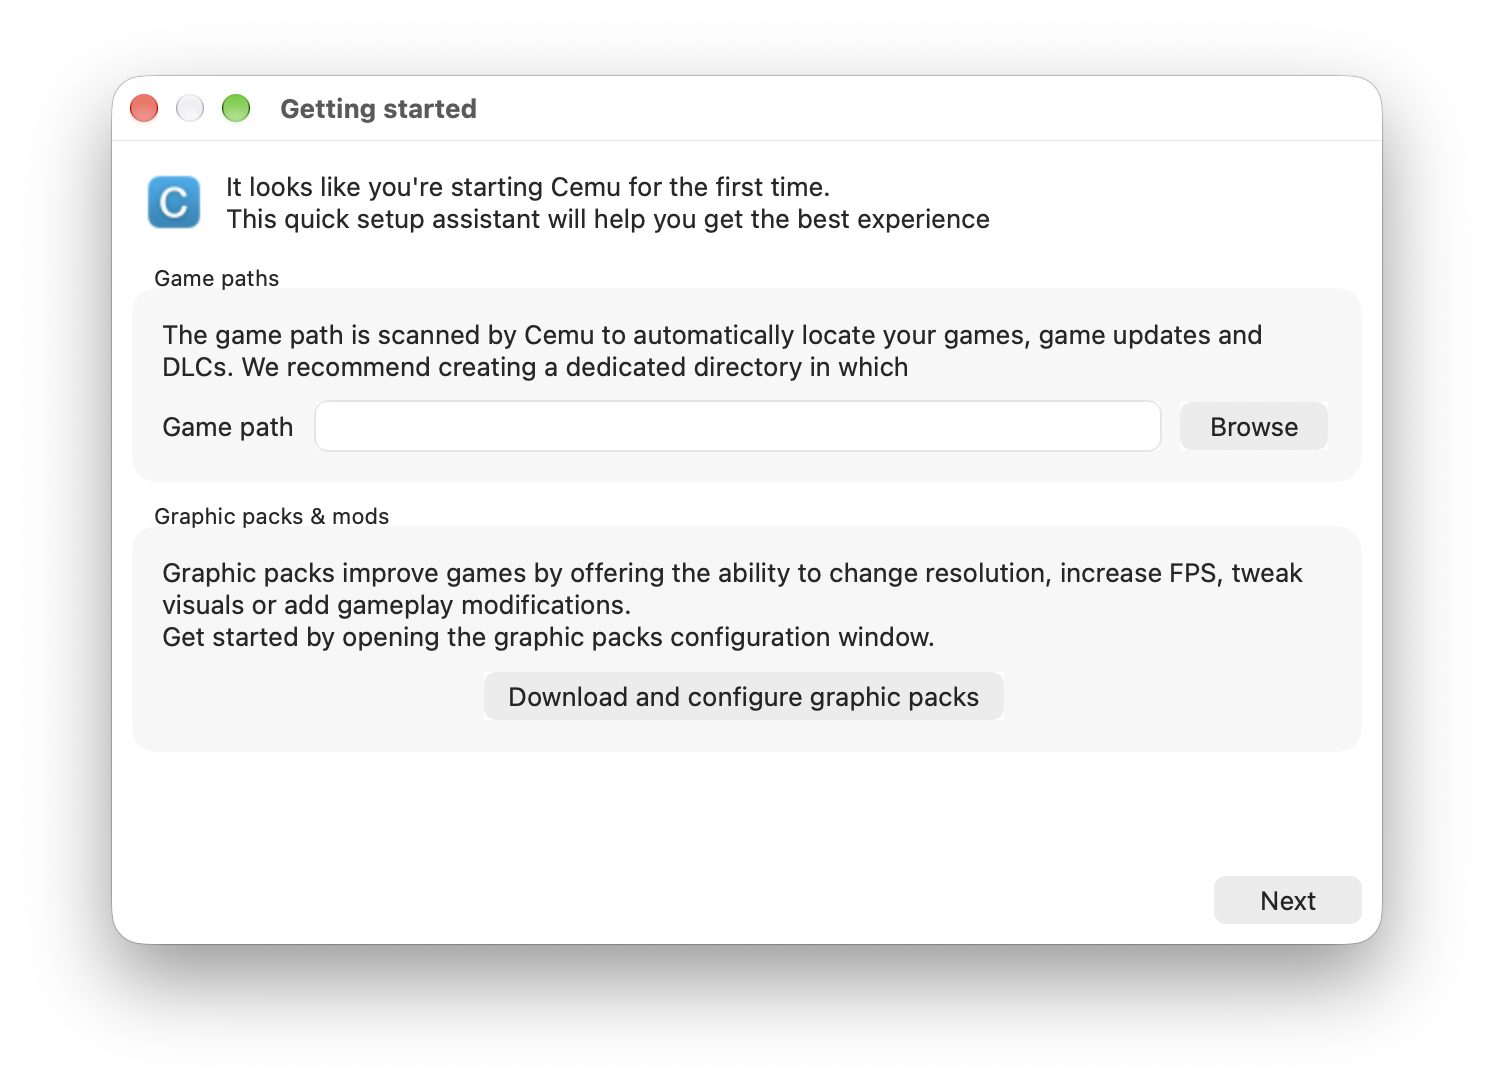 Getting started
C
It looks like you're starting Cemu for the first time.
This quick setup assistant will help you get the best experience
Game paths
The game path is scanned by Cemu to automatically locate your games, game updates and
DLCs. We recommend creating a dedicated directory in which
Game path
Browse
Graphic packs & mods
Graphic packs improve games by offering the ability to change resolution, increase FPS, tweak
visuals or add gameplay modifications.
Get started by opening the graphic packs configuration window.
Download and configure graphic packs
Next